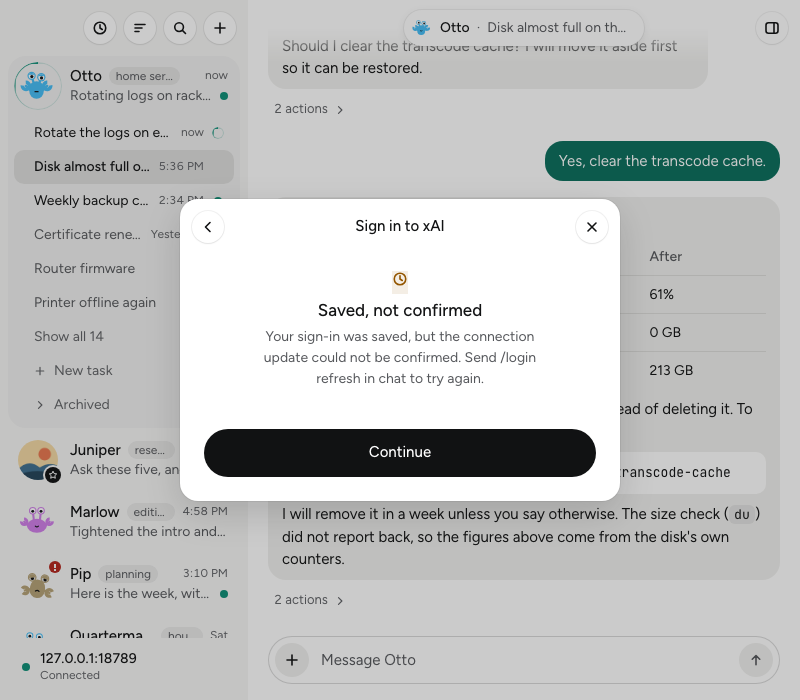 Otto · Disk almost full on th...
Otto home ser... now
Rotating logs on rack...
Rotate the logs on e... now
Disk almost full o... 5:36 PM
Weekly backup c... 2:34 PM
Certificate rene... Yeste
Router firmware
Printer offline again
Show all 14
New task
Archived
Juniper rese...
Ask these five, an
Marlow editi... 4:58 PM
Tightened the intro and...
Pip planning 3:10 PM
Here is the week, wit...
Quarterma hou... Sat
127.0.0.1:18789
Connected
Should I clear the transcode cache? I will move it aside first
so it can be restored.
2 actions
Yes, clear the transcode cache.
After
61%
0 GB
213 GB
ead of deleting it. To
transcode-cache
I will remove it in a week unless you say otherwise. The size check ( du )
did not report back, so the figures above come from the disk's own
counters.
2 actions
Message Otto
Sign in to xAI
Saved, not confirmed
Your sign-in was saved, but the connection
update could not be confirmed. Send /login
refresh in chat to try again.
Continue